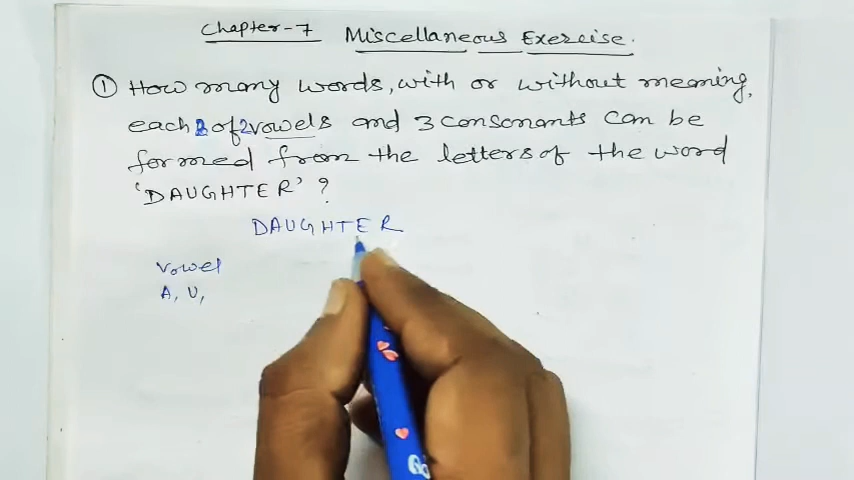 Chapter-7 Miscellaneous Exercise.
① How many words, with or without meaning,
each of 2 vowels and 3 consonants can be
formed from the letters of the word
'DAUGHTER' ?
DAUGHTER
Vowel
A, U,